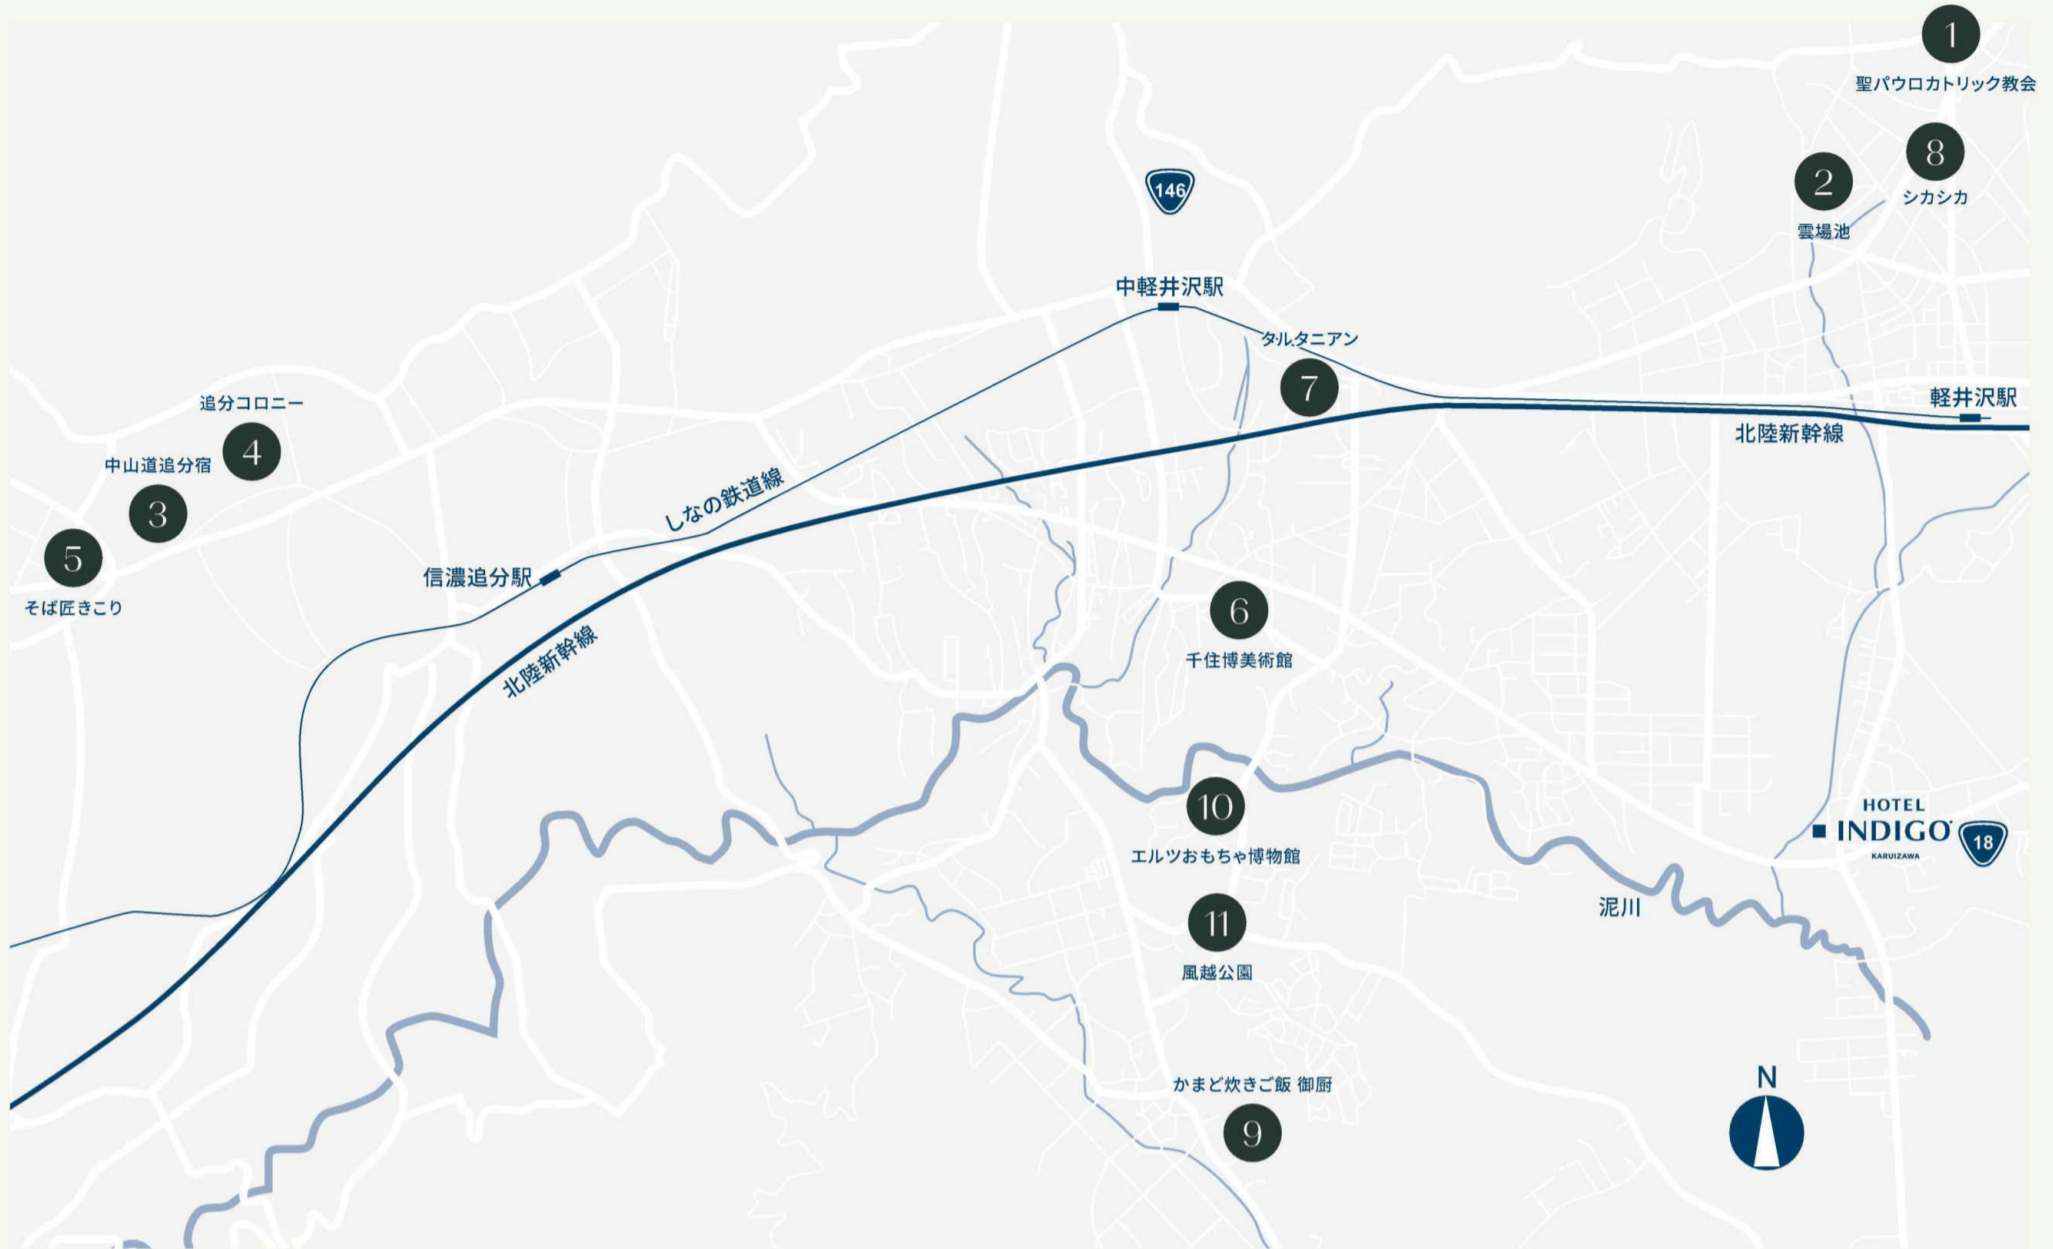 1
聖パウロカトリック教会
8
シカシカ
2
雲場池
146
中軽井沢駅
タルタニアン
7
軽井沢駅
北陸新幹線
追分コロニー
4
中山道追分宿
3
5
そば匠きこり
しなの鉄道線
信濃追分駅
北陸新幹線
6
千住博美術館
10
エルツおもちゃ博物館
HOTEL
INDIGO
KARUIZAWA
18
泥川
11
風越公園
かまど炊きご飯 御厨
9
N